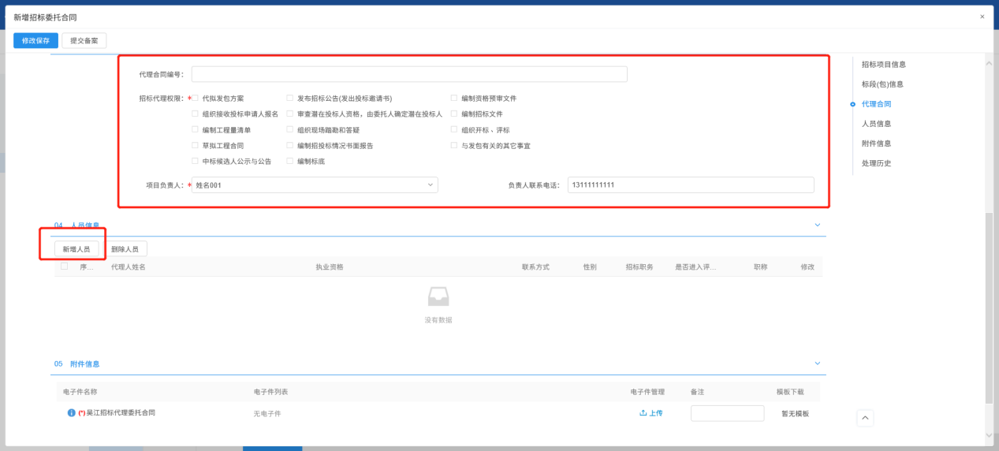 新增招标委托合同
×
修改保存 提交备案
代理合同编号：
招标代理权限：* 代拟发包方案 发布招标公告(发出投标邀请书) 编制资格预审文件
组织接收投标申请人报名 审查潜在投标人资格，由委托人确定潜在投标人 编制招标文件
编制工程量清单 组织现场踏勘和答疑 组织开标、评标
草拟工程合同 编制招投标情况书面报告 与发包有关的其它事宜
中标候选人公示与公告 编制标底
项目负责人：* 姓名001 负责人联系电话： 13111111111
招标项目信息
标段(包)信息
代理合同
人员信息
附件信息
处理历史
04 人员信息
新增人员 删除人员
序... 代理人姓名 执业资格 联系方式 性别 招标职务 是否进入评... 职称 修改
没有数据
05 附件信息
电子件名称 电子件列表 电子件管理 备注 模板下载
(*)吴江招标代理委托合同 无电子件 上传 暂无模板